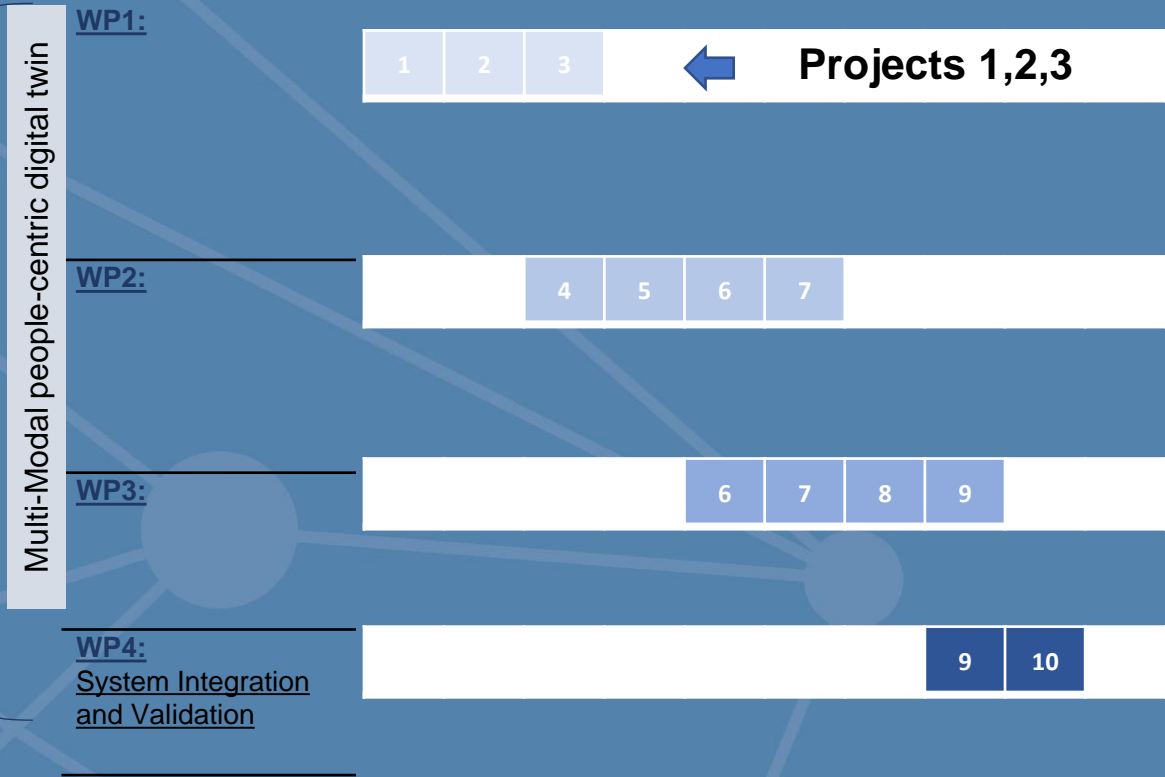 Multi-Modal people-centric digital twin
WP1:
1 2 3
Projects 1,2,3
WP2:
4 5 6 7
WP3:
6 7 8 9
WP4:
System Integration
and Validation
9 10